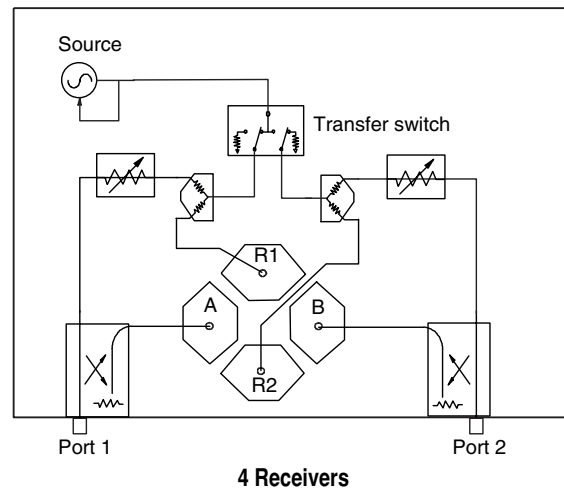 Source
Transfer switch
R1
A
B
R2
Port 1
Port 2
4 Receivers